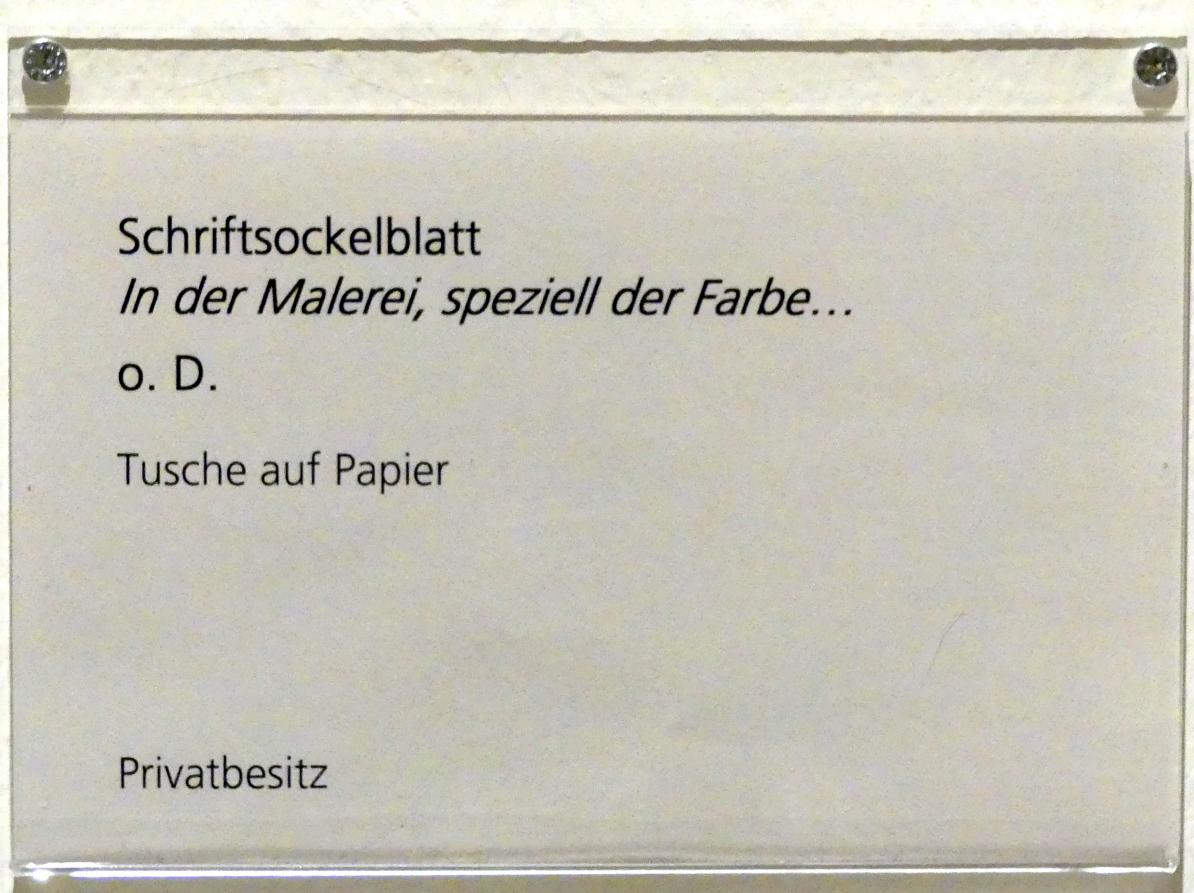 Schriftsockelblatt
In der Malerei, speziell der Farbe...
o. D.
Tusche auf Papier
Privatbesitz